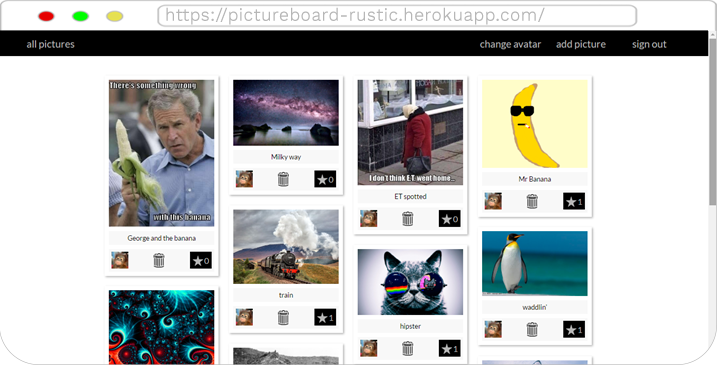 https://pictureboard-rustic.herokuapp.com/
all pictures
change avatar
add picture
sign out
There's something wrong
with this banana
George and the banana
0
Milky way
0
I don't think E.T. went home...
ET spotted
0
Mr Banana
1
train
1
hipster
1
waddlin'
1